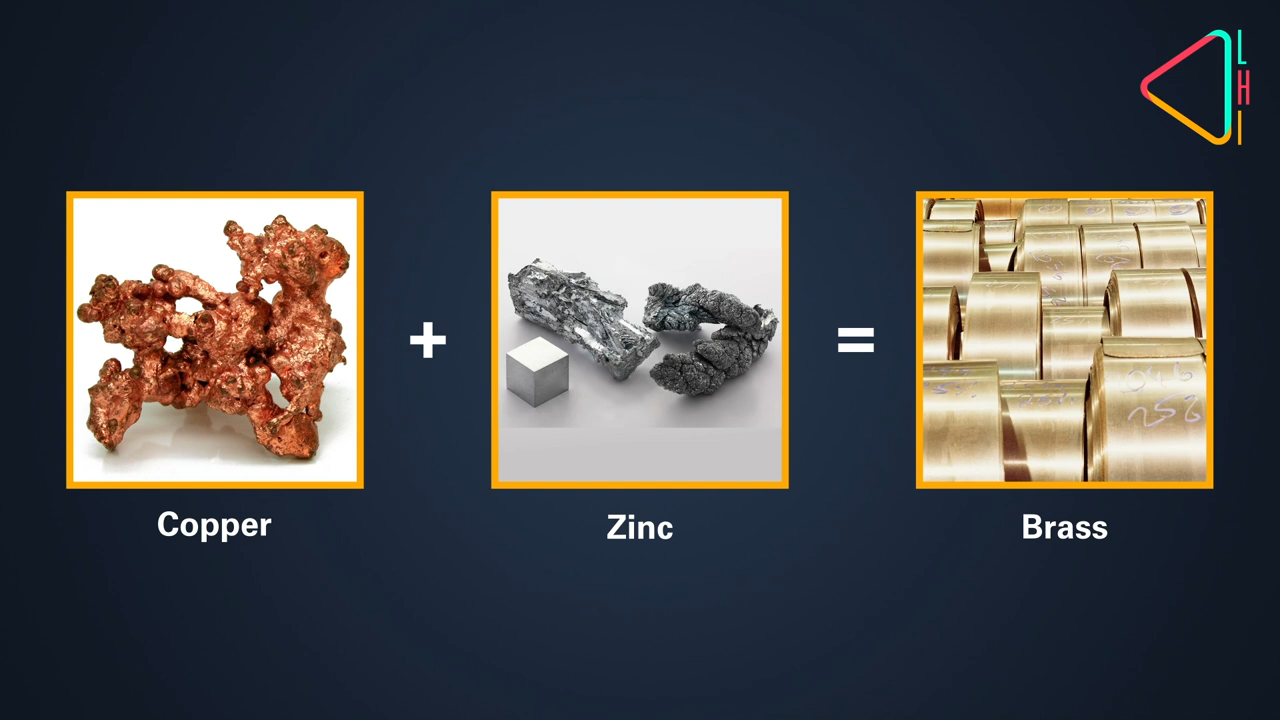 L
H
I
+
=
Copper
Zinc
Brass